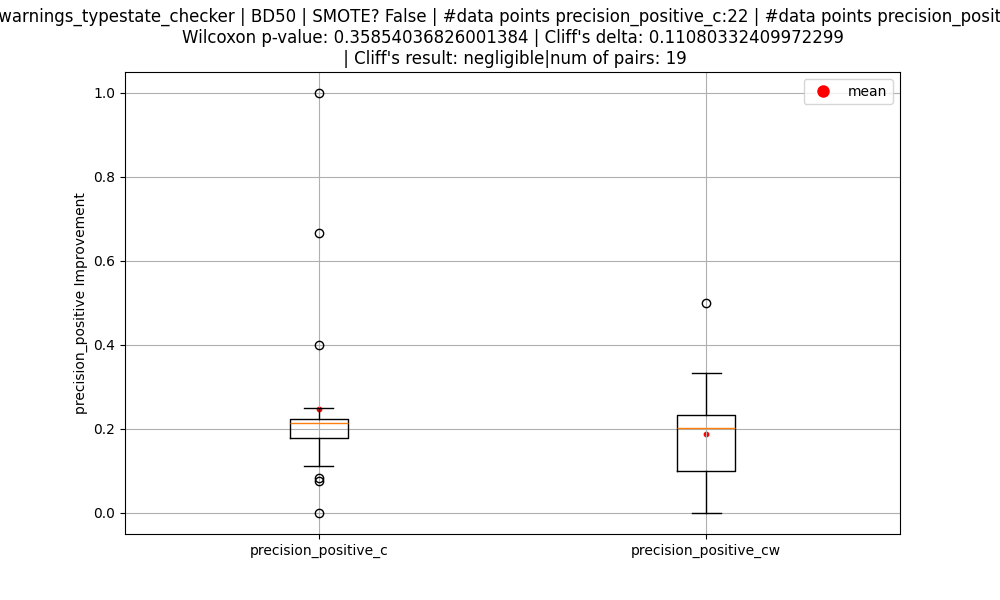 warnings_typestate_checker | BD50 | SMOTE? False | #data points precision_positive_c:22 | #data points precision_posit
Wilcoxon p-value: 0.35854036826001384 | Cliff's delta: 0.11080332409972299
| Cliff's result: negligible|num of pairs: 19
mean
1.0
0.8
0.6
0.4
0.2
0.0
precision_positive Improvement
precision_positive_c
precision_positive_cw